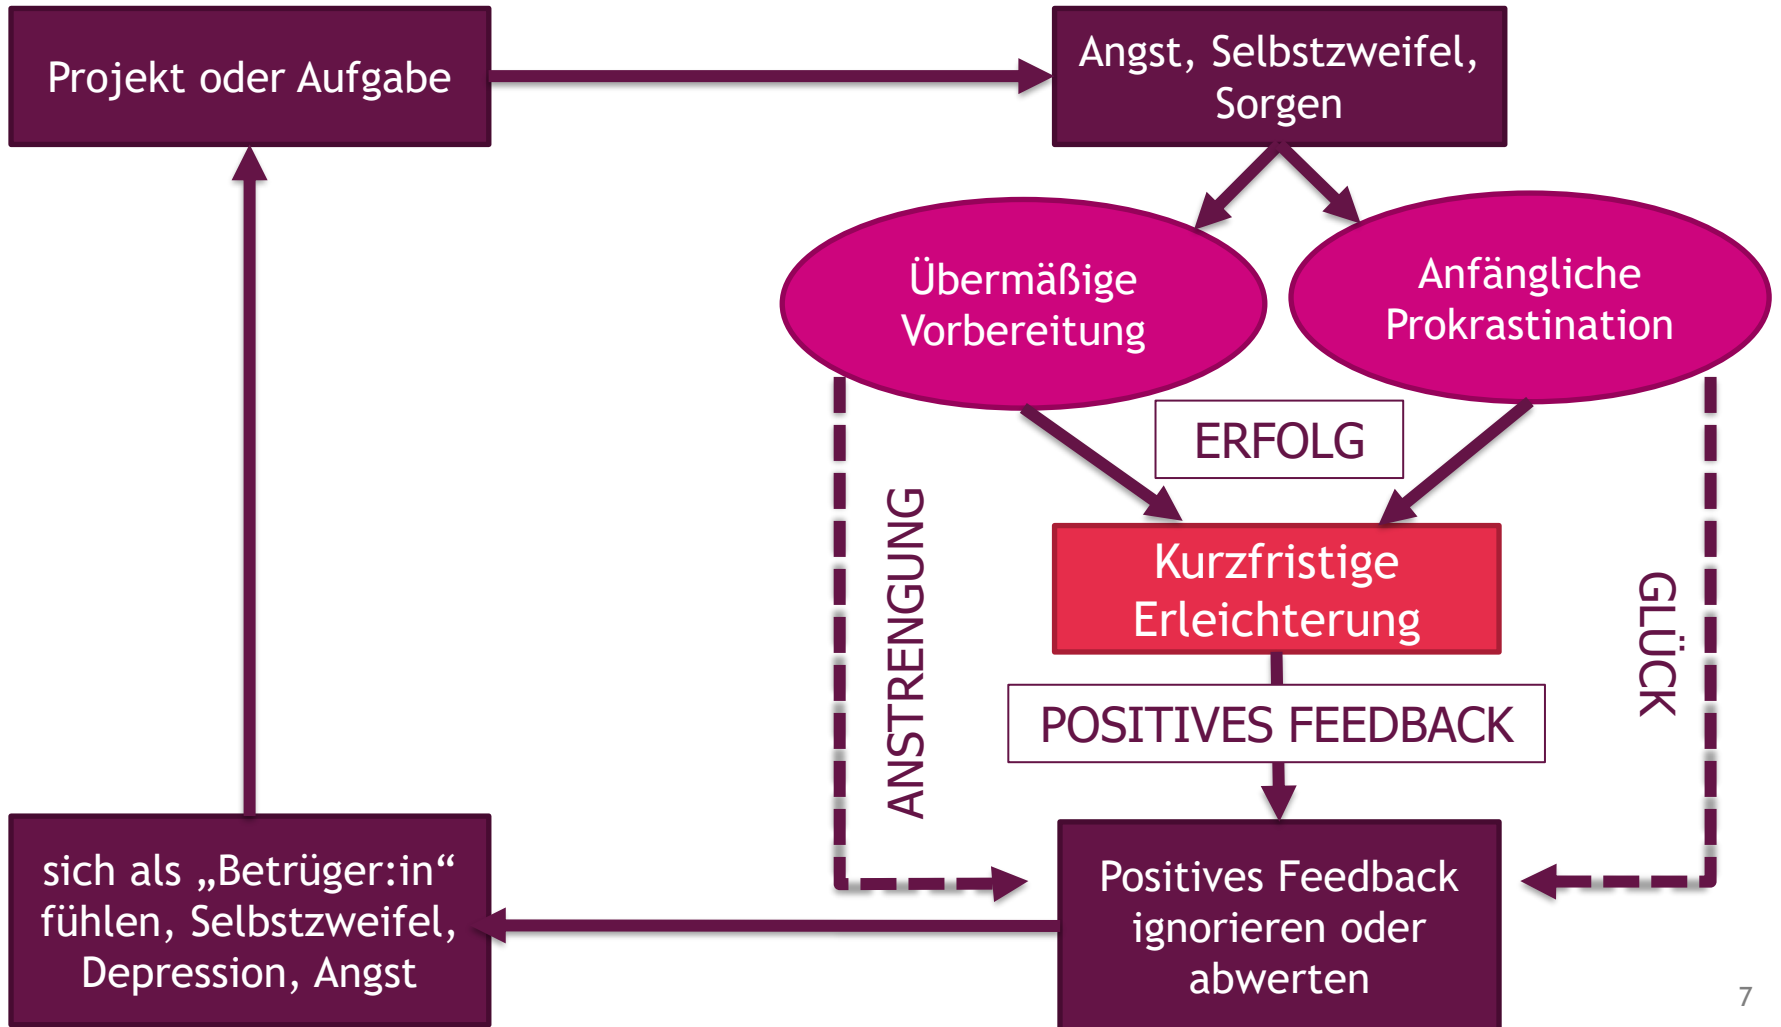 Projekt oder Aufgabe
Angst, Selbstzweifel,
Sorgen
Übermäßige
Vorbereitung
Anfängliche
Prokrastination
ERFOLG
ANSTRENGUNG
Kurzfristige
Erleichterung
GLÜCK
POSITIVES FEEDBACK
sich als „Betrüger:in“
fühlen, Selbstzweifel,
Depression, Angst
Positives Feedback
ignorieren oder
abwerten
7